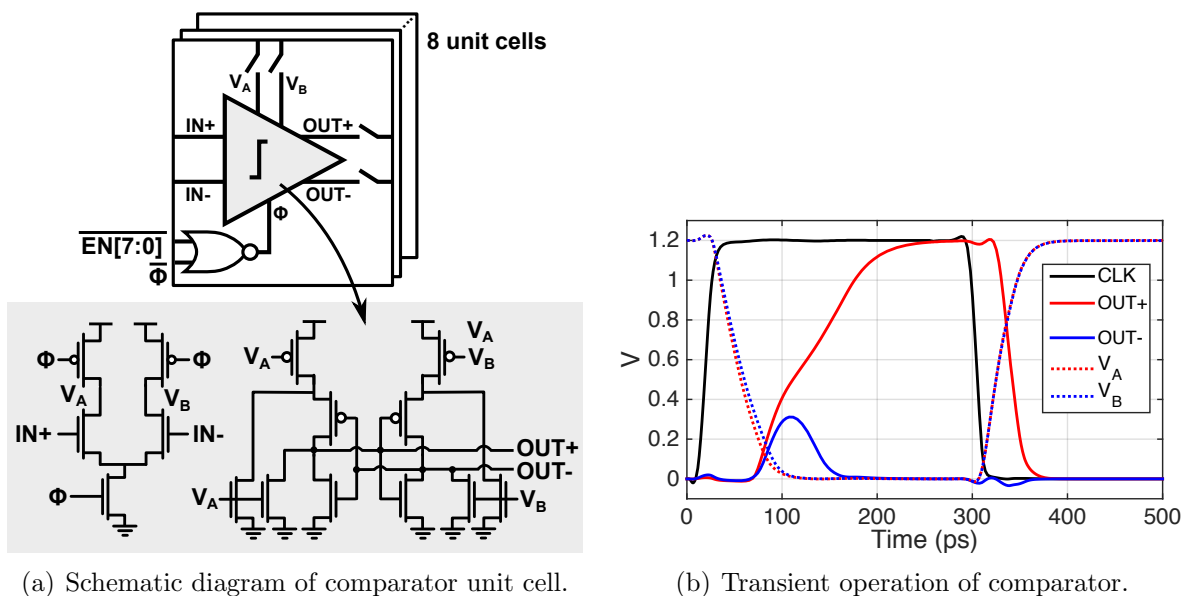 8 unit cells
V_A V_B
IN+ OUT+
IN- OUT-
Φ
EN[7:0]
Φ
V_A
Φ Φ V_A V_B
V_A V_B
IN+ IN-
OUT+
OUT-
Φ V_A V_B
(a) Schematic diagram of comparator unit cell.
1.2
1
0.8
0.6
0.4
0.2
0
V
0 100 200 300 400 500
Time (ps)
CLK
OUT+
OUT-
V_A
V_B
(b) Transient operation of comparator.